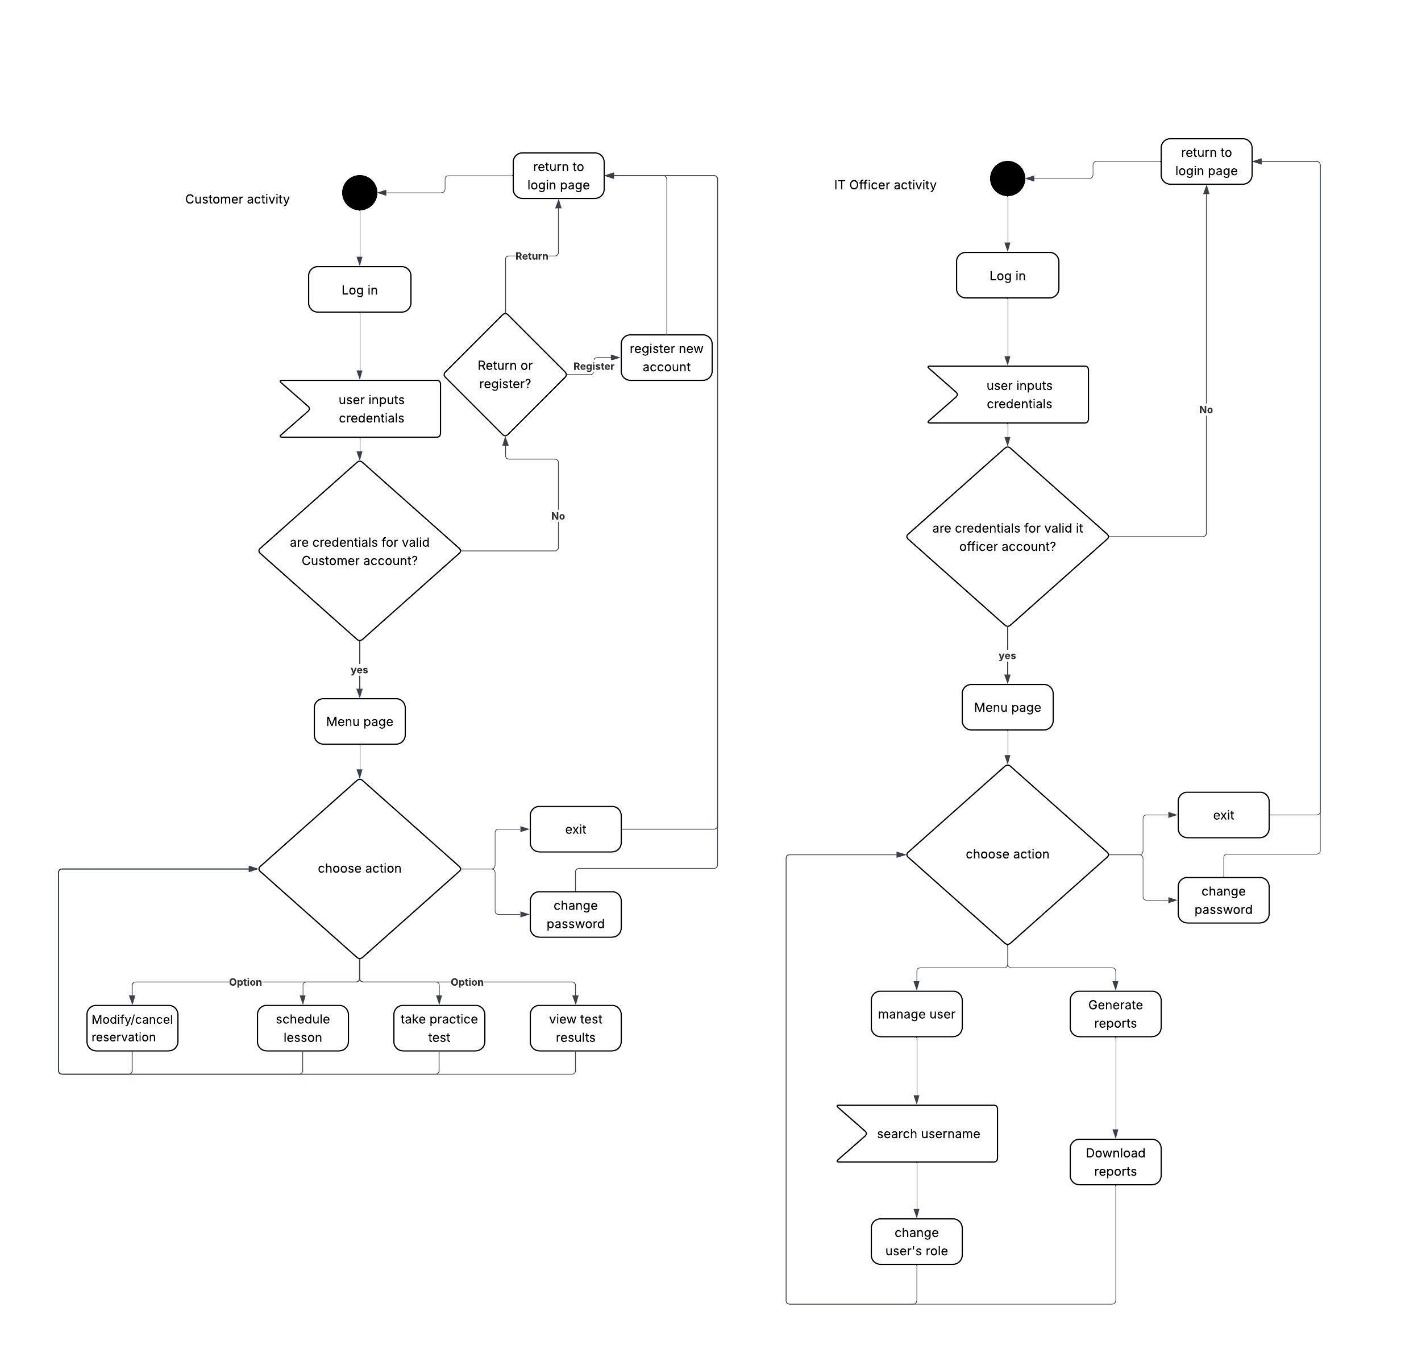 Customer activity
return to
login page
Log in
Return
Return or
register?
Register
register new
account
user inputs
credentials
No
are credentials for valid
Customer account?
yes
Menu page
choose action
exit
change
password
Option
Option
Modify/cancel
reservation
schedule
lesson
take practice
test
view test
results
IT Officer activity
return to
login page
Log in
user inputs
credentials
No
are credentials for valid it
officer account?
yes
Menu page
choose action
exit
change
password
manage user
Generate
reports
search username
Download
reports
change
user's role